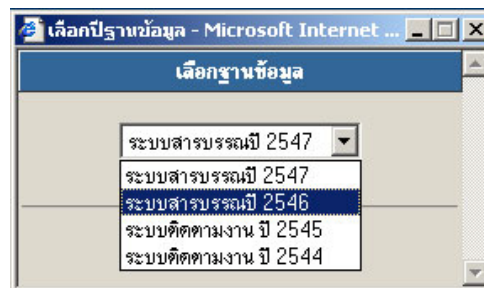 เลือกปีฐานข้อมูล - Microsoft Internet ...
เลือกฐานข้อมูล
ระบบสารบรรณปี 2547
ระบบสารบรรณปี 2547
ระบบสารบรรณปี 2546
ระบบติดตามงาน ปี 2545
ระบบติดตามงาน ปี 2544